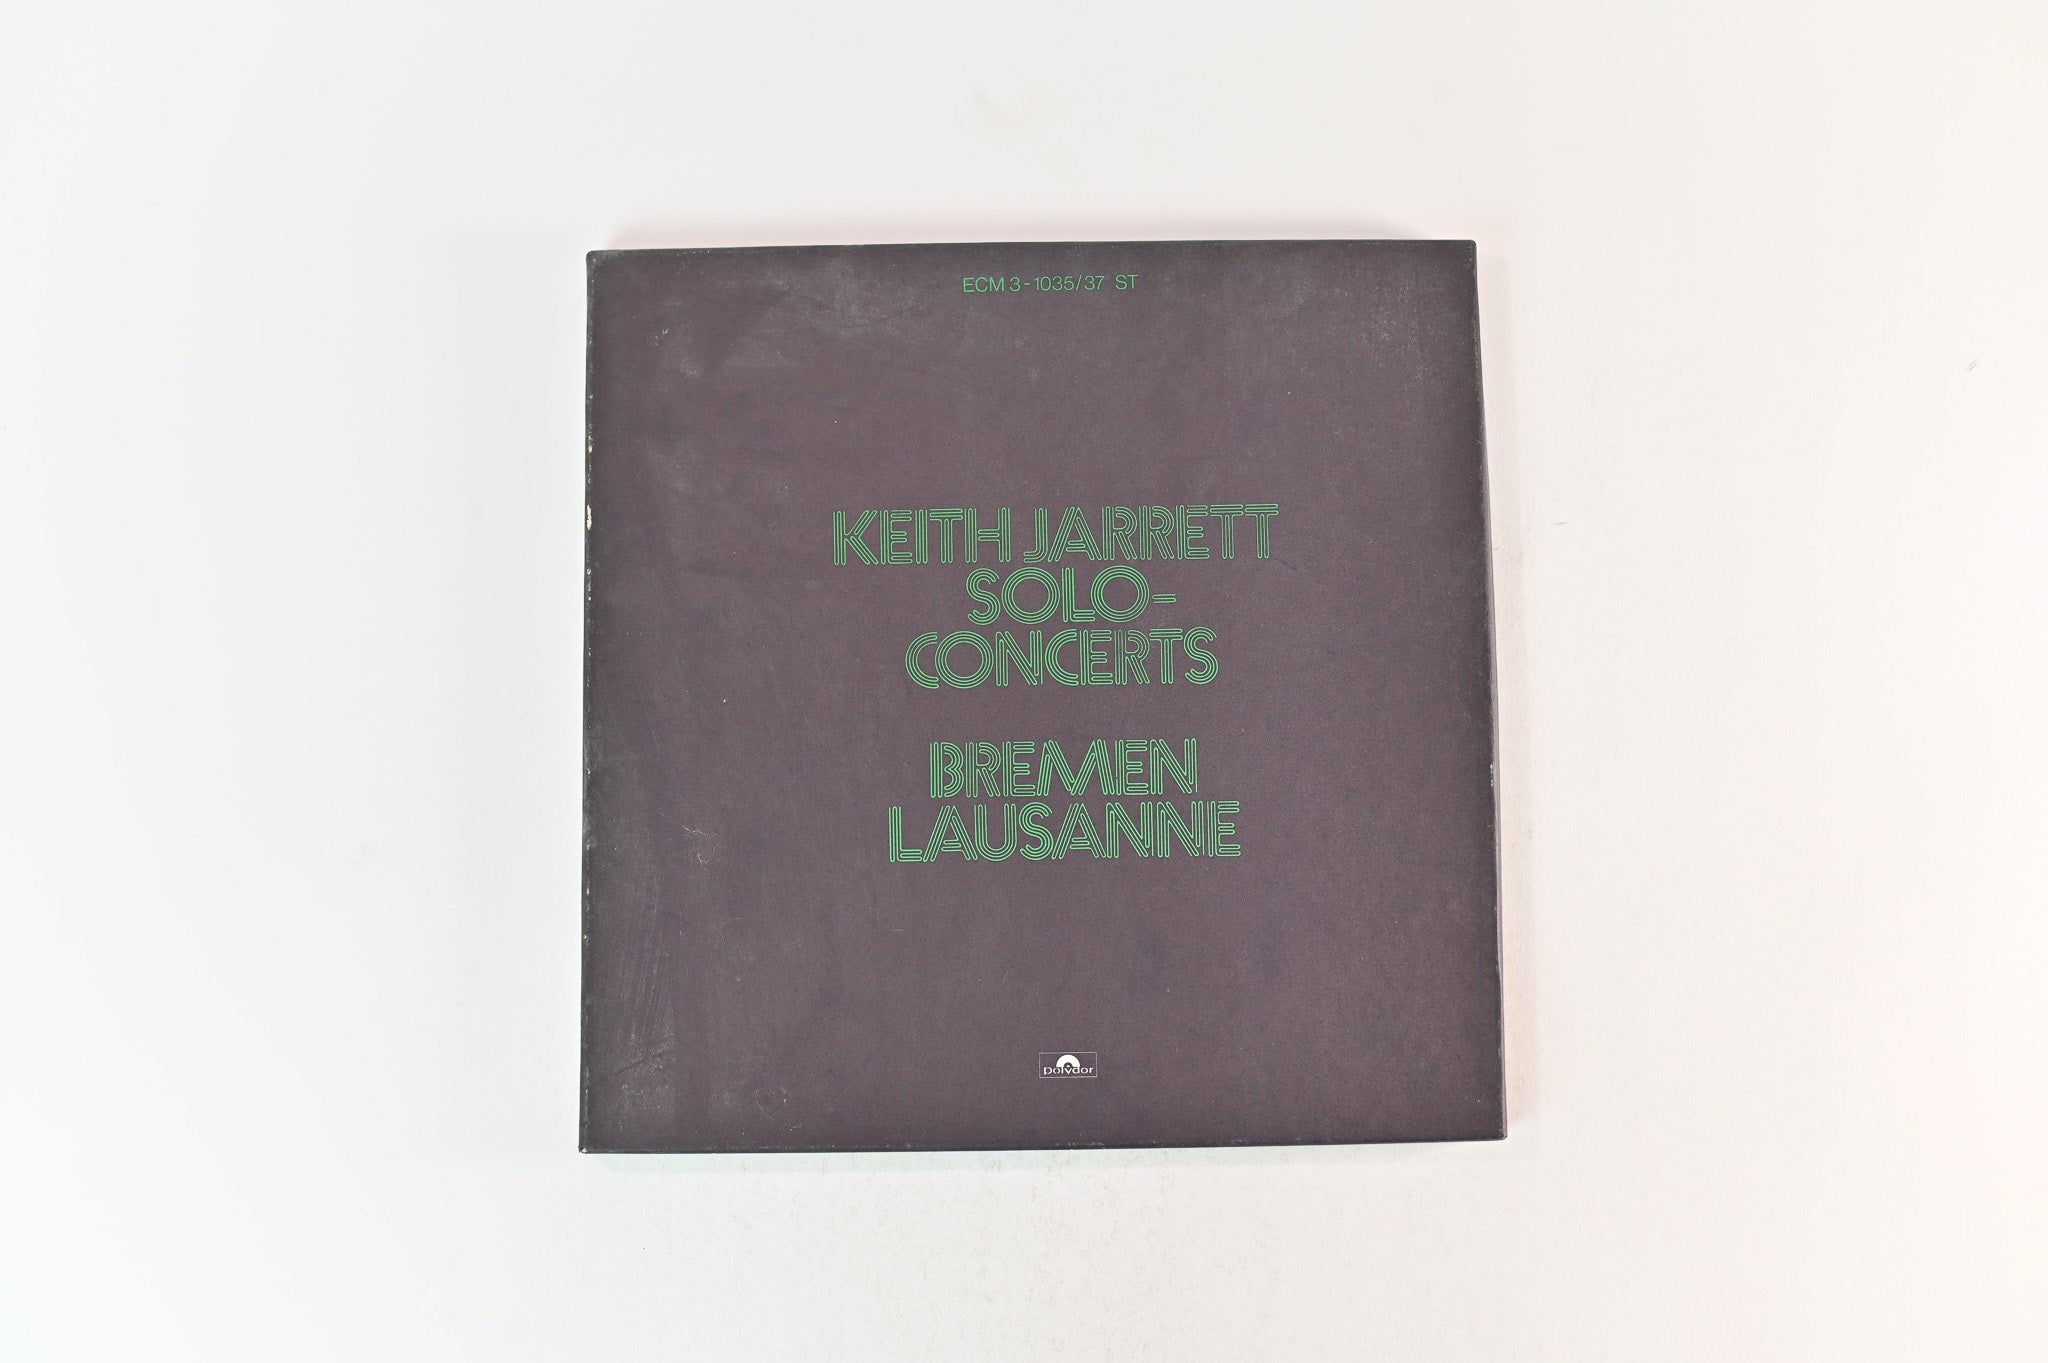 ECM 3-1035/37 ST
KEITH JARRETT
SOLO-
CONCERTS
BREMEN
LAUSANNE
polydor